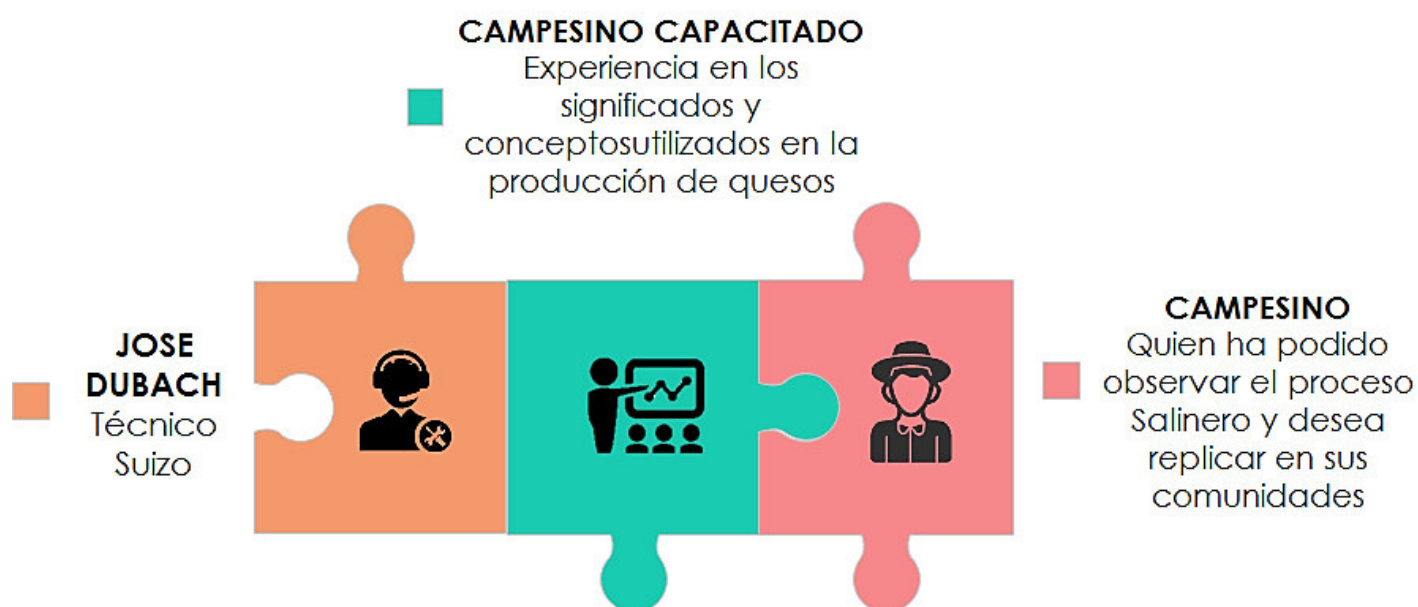 CAMPESINO CAPACITADO
Experiencia en los
significados y
conceptosutilizados en la
producción de quesos
JOSE
DUBACH
Técnico
Suizo
CAMPESINO
Quien ha podido
observar el proceso
Salinero y desea
replicar en sus
comunidades